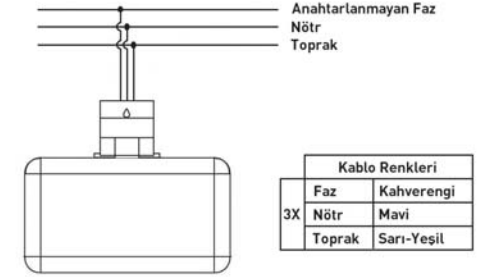 Anahtarlanmayan Faz
Nötr
Toprak
Kablo Renkleri
3X
Faz Kahverengi
Nötr Mavi
Toprak Sarı-Yeşil